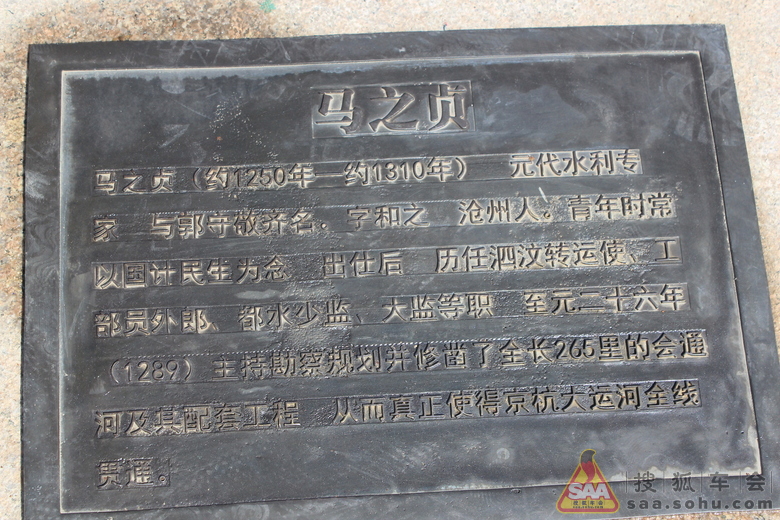 马之贞
马之贞（约1250年—约1310年） 元代水利专
家 与郭守敬齐名。字和之 沧州人。青年时常
以国计民生为念 出仕后 历任泗汶转运使、工
部员外郎、都水少监、大监等职 至元二十六年
（1289）主持勘察规划并修凿了全长265里的会通
河及其配套工程 从而真正使得京杭大运河全线
贯通。
SAA
搜狐车会
saa.sohu.com